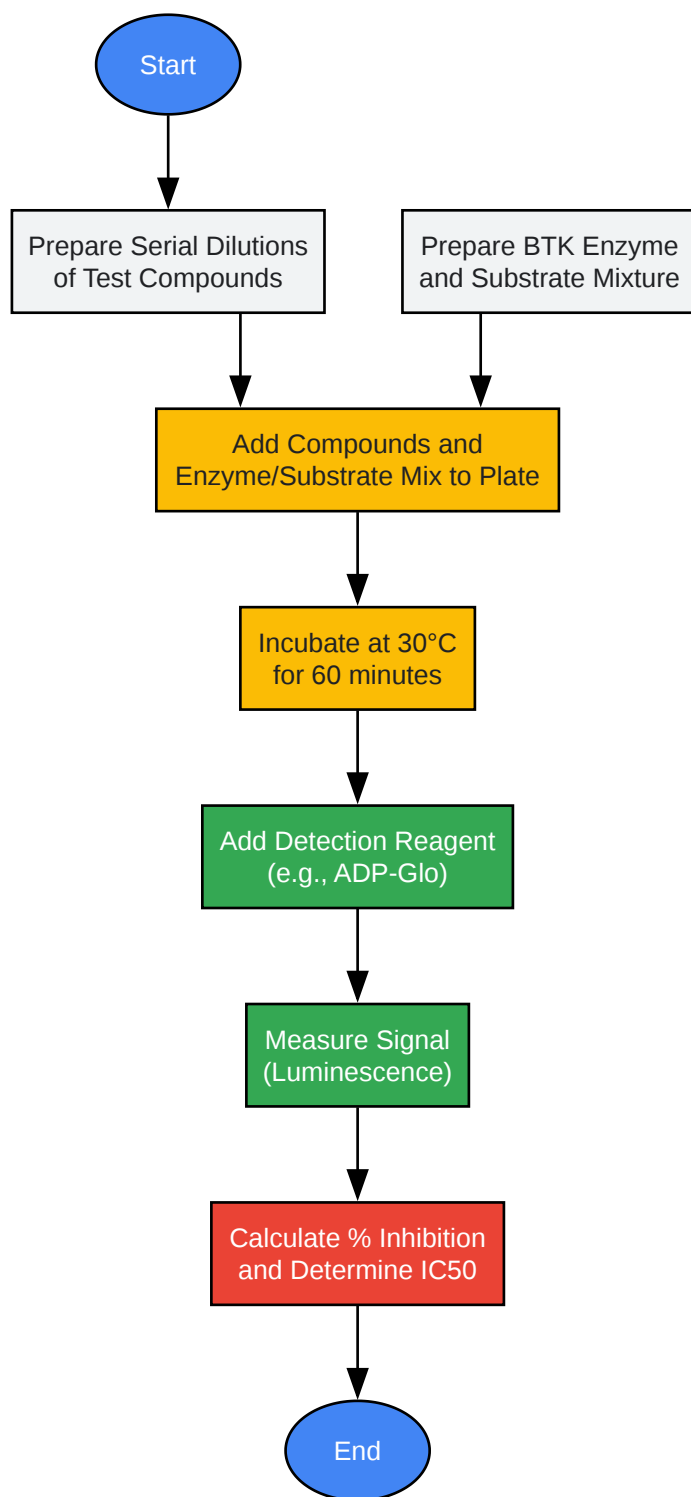 Start
Prepare Serial Dilutions
of Test Compounds
Prepare BTK Enzyme
and Substrate Mixture
Add Compounds and
Enzyme/Substrate Mix to Plate
Incubate at 30°C
for 60 minutes
Add Detection Reagent
(e.g., ADP-Glo)
Measure Signal
(Luminescence)
Calculate % Inhibition
and Determine IC50
End